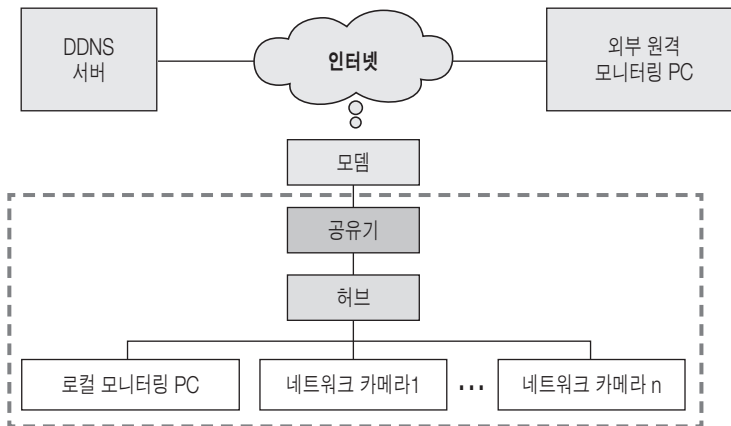 DDNS
서버
인터넷
외부 원격
모니터링 PC
모뎀
공유기
허브
로컬 모니터링 PC
네트워크 카메라1
...
네트워크 카메라 n